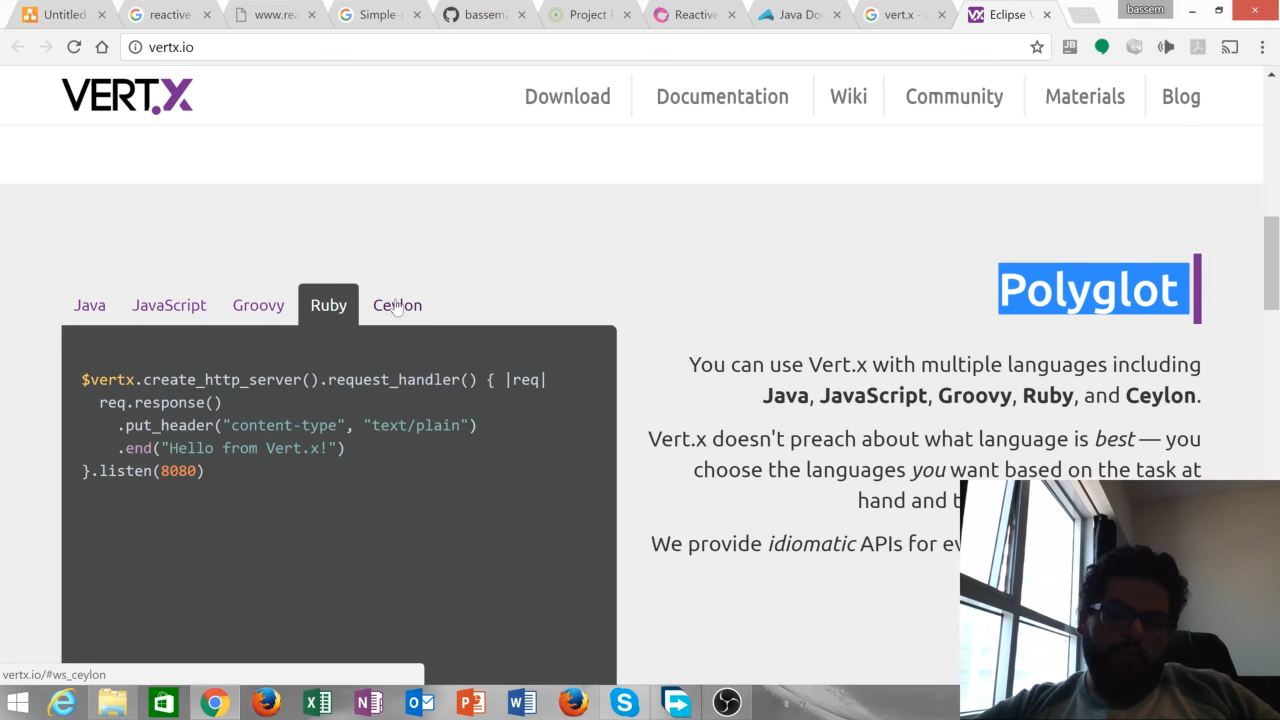 Untitled
reactive
www.rea
Simple-
bassem
Project
Reactive
Java Do
vert.x -
Eclipse
bassem
vertx.io
JB
VERT.X
Download
Documentation
Wiki
Community
Materials
Blog
Java
JavaScript
Groovy
Ruby
Ceylon
$vertx.create_http_server().request_handler() { |req|
req.response()
.put_header("content-type", "text/plain")
.end("Hello from Vert.x!")
}.listen(8080)
Polyglot
You can use Vert.x with multiple languages including
Java, JavaScript, Groovy, Ruby, and Ceylon.
Vert.x doesn't preach about what language is best — you
choose the languages you want based on the task at
hand and t
We provide idiomatic APIs for ev
vertx.io/#ws_ceylon